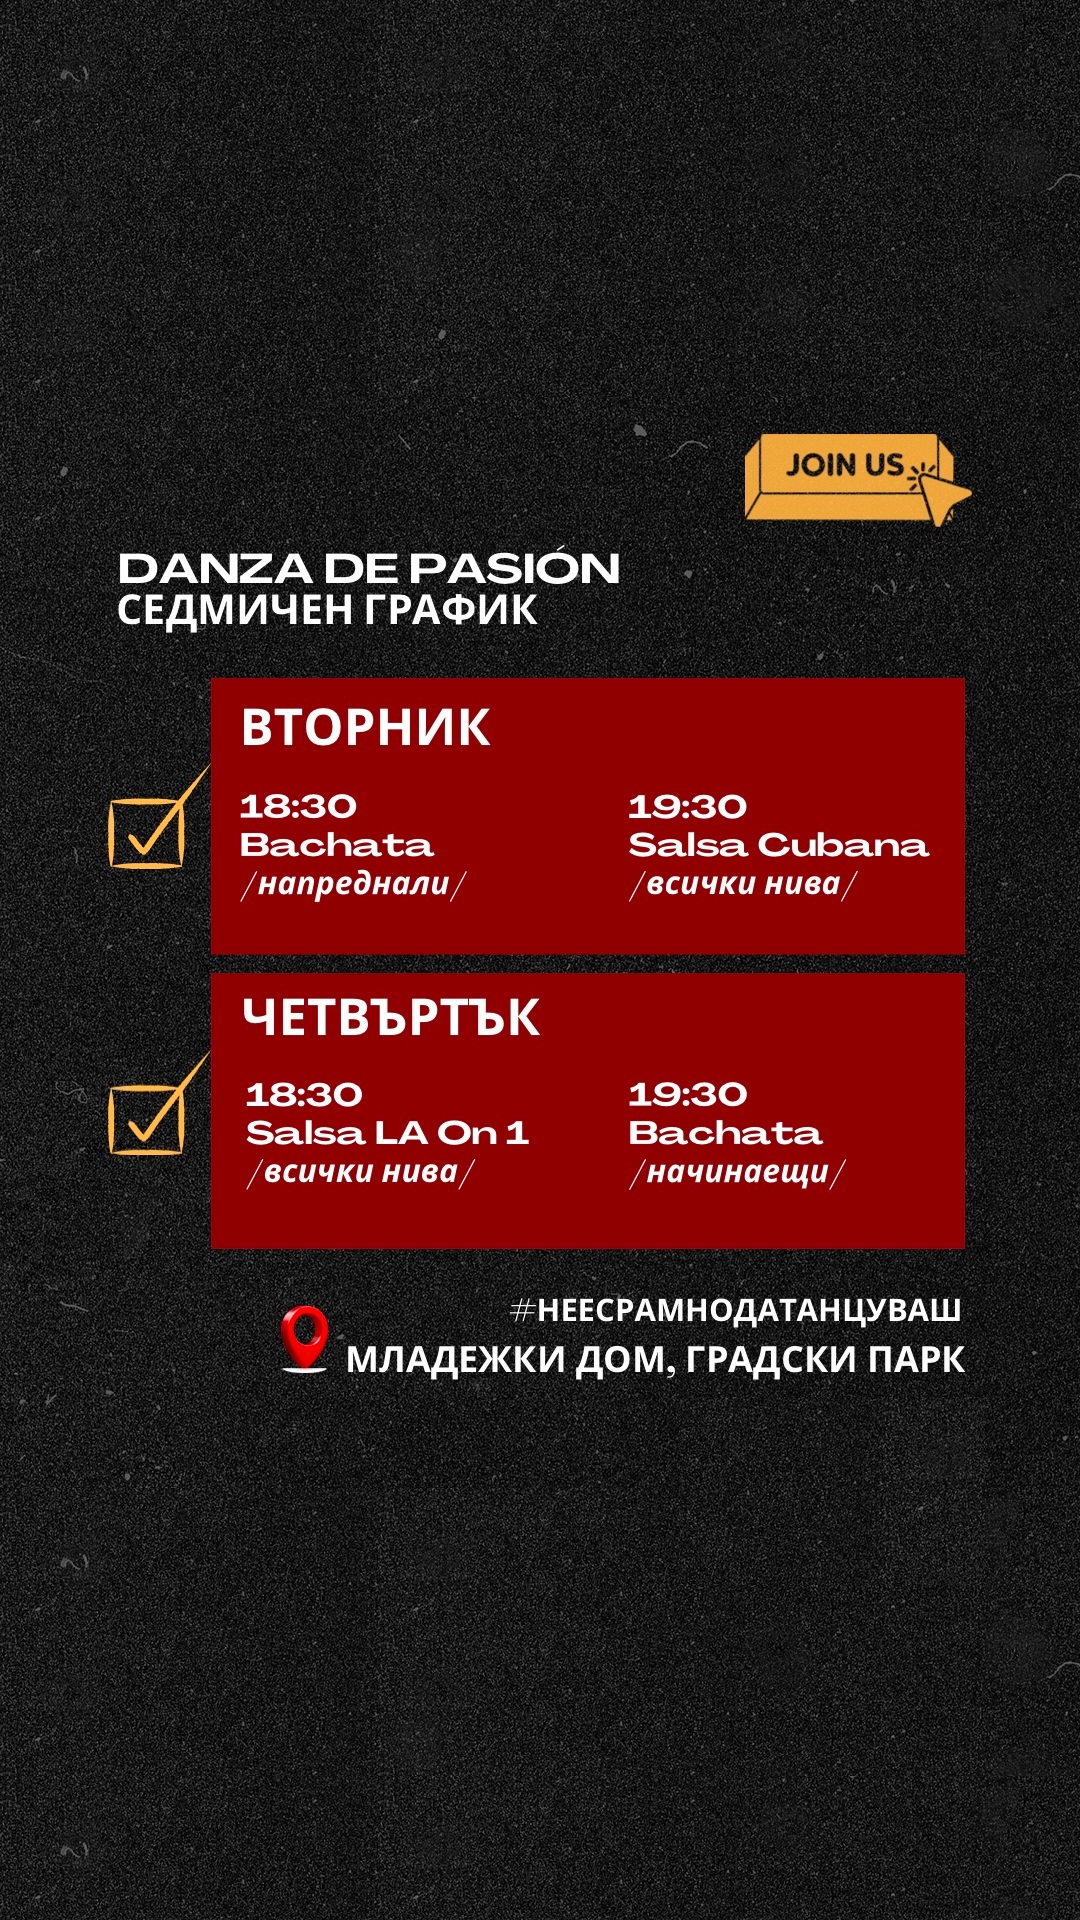 JOIN US
DANZA DE PASIÓN
СЕДМИЧЕН ГРАФИК
ВТОРНИК
18:30
Bachata
/напреднали/
19:30
Salsa Cubana
/всички нива/
ЧЕТВЪРТЪК
18:30
Salsa LA On 1
/всички нива/
19:30
Bachata
/начинаещи/
#НЕЕСРАМНОДАТАНЦУВАШ
МЛАДЕЖКИ ДОМ, ГРАДСКИ ПАРК